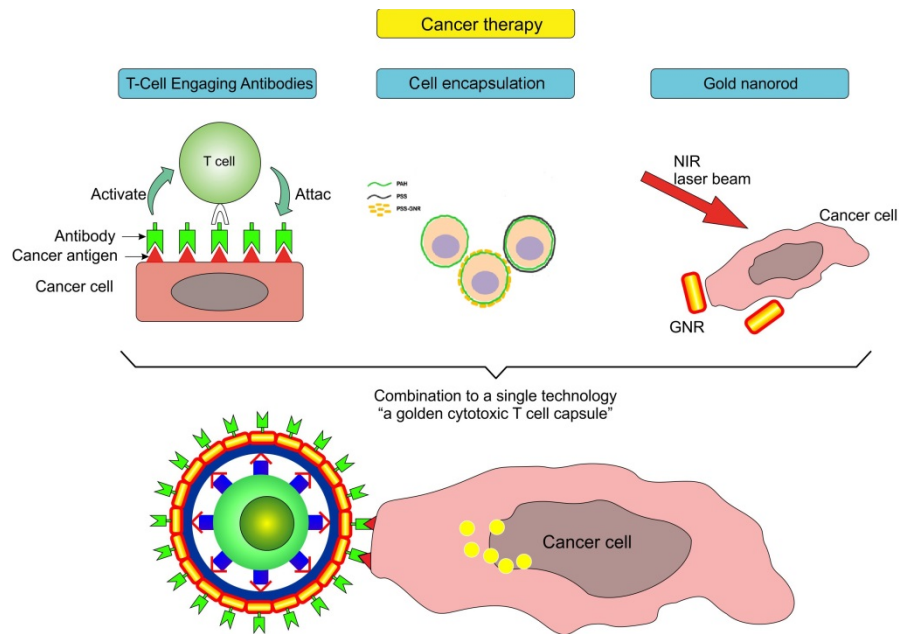 Cancer therapy
T-Cell Engaging Antibodies
Cell encapsulation
Gold nanorod
T cell
Activate
Attac
Antibody
Cancer antigen
Cancer cell
PAH
PSS
PSS-GNR
NIR
laser beam
Cancer cell
GNR
Combination to a single technology
“a golden cytotoxic T cell capsule”
Cancer cell